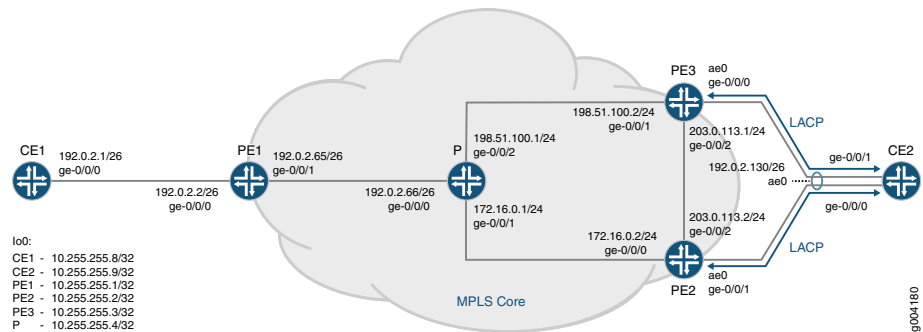 PE3
ae0
ge-0/0/0
LACP
198.51.100.2/24
ge-0/0/1
203.0.113.1/24
ge-0/0/2
CE1
192.0.2.1/26
ge-0/0/0
PE1
192.0.2.65/26
ge-0/0/1
192.0.2.2/26
ge-0/0/0
P
198.51.100.1/24
ge-0/0/2
192.0.2.66/26
ge-0/0/0
172.16.0.1/24
ge-0/0/1
192.0.2.130/26
ae0
ge-0/0/1
CE2
ge-0/0/0
203.0.113.2/24
ge-0/0/2
172.16.0.2/24
ge-0/0/0
LACP
ae0
ge-0/0/1
PE2
MPLS Core
lo0:
CE1 - 10.255.255.8/32
CE2 - 10.255.255.9/32
PE1 - 10.255.255.1/32
PE2 - 10.255.255.2/32
PE3 - 10.255.255.3/32
P - 10.255.255.4/32
g004180